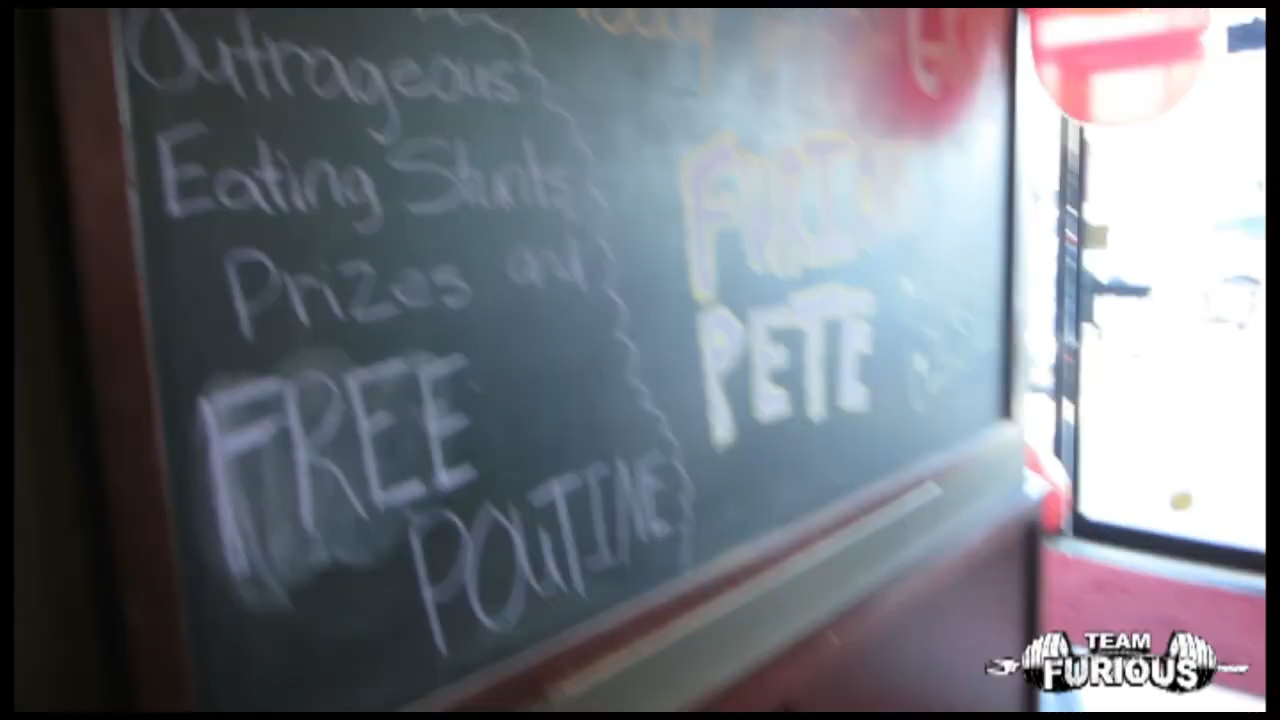 Outrageous
Eating Stunts
Prizes and
FREE
POUTINE
PETE
TEAM
FURIOUS